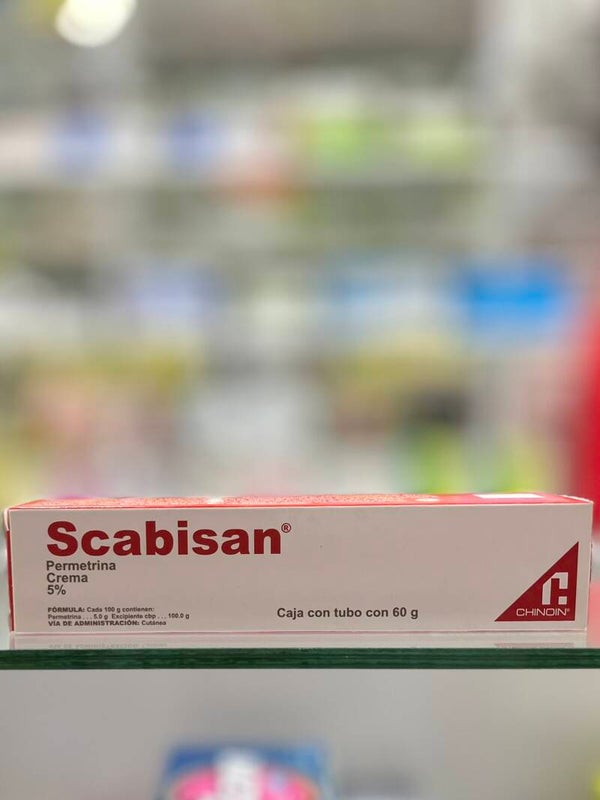 Scabisan®
Permetrina
Crema
5%
FÓRMULA: Cada 100 g contienen:
Permetrina . . . 5.0 g Excipiente cbp . . . 100.0 g
VÍA DE ADMINISTRACIÓN: Cutánea
Caja con tubo con 60 g
CHINOIN®